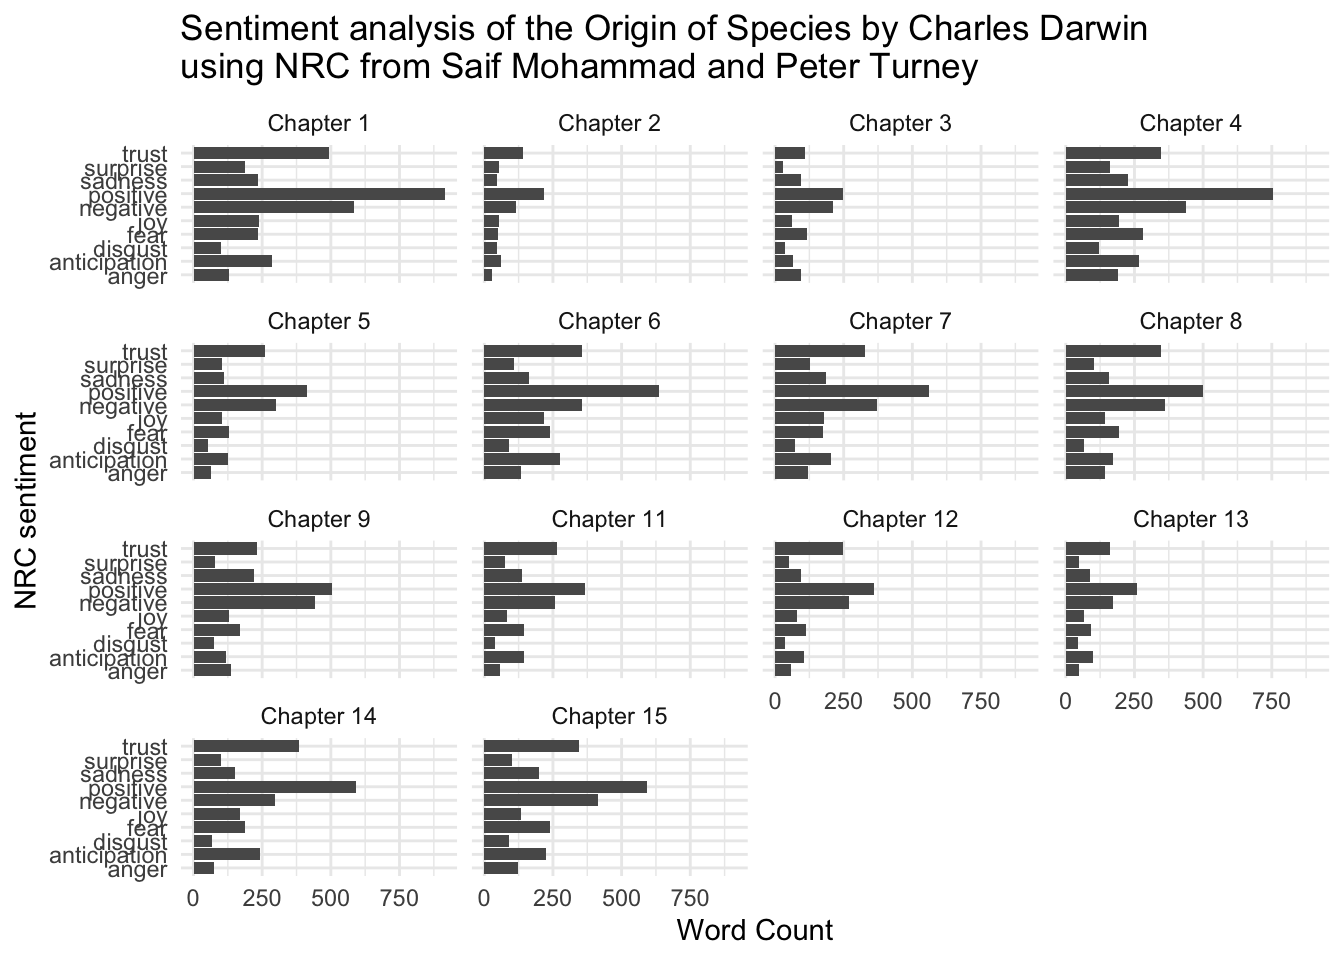 Sentiment analysis of the Origin of Species by Charles Darwin
using NRC from Saif Mohammad and Peter Turney
Chapter 1
Chapter 2
Chapter 3
Chapter 4
trust
surprise
sadness
positive
negative
joy
fear
disgust
anticipation
anger
Chapter 5
Chapter 6
Chapter 7
Chapter 8
trust
surprise
sadness
positive
negative
joy
fear
disgust
anticipation
anger
NRC sentiment
Chapter 9
Chapter 11
Chapter 12
Chapter 13
trust
surprise
sadness
positive
negative
joy
fear
disgust
anticipation
anger
0 250 500 750
0 250 500 750
Chapter 14
Chapter 15
trust
surprise
sadness
positive
negative
joy
fear
disgust
anticipation
anger
0 250 500 750
0 250 500 750
Word Count